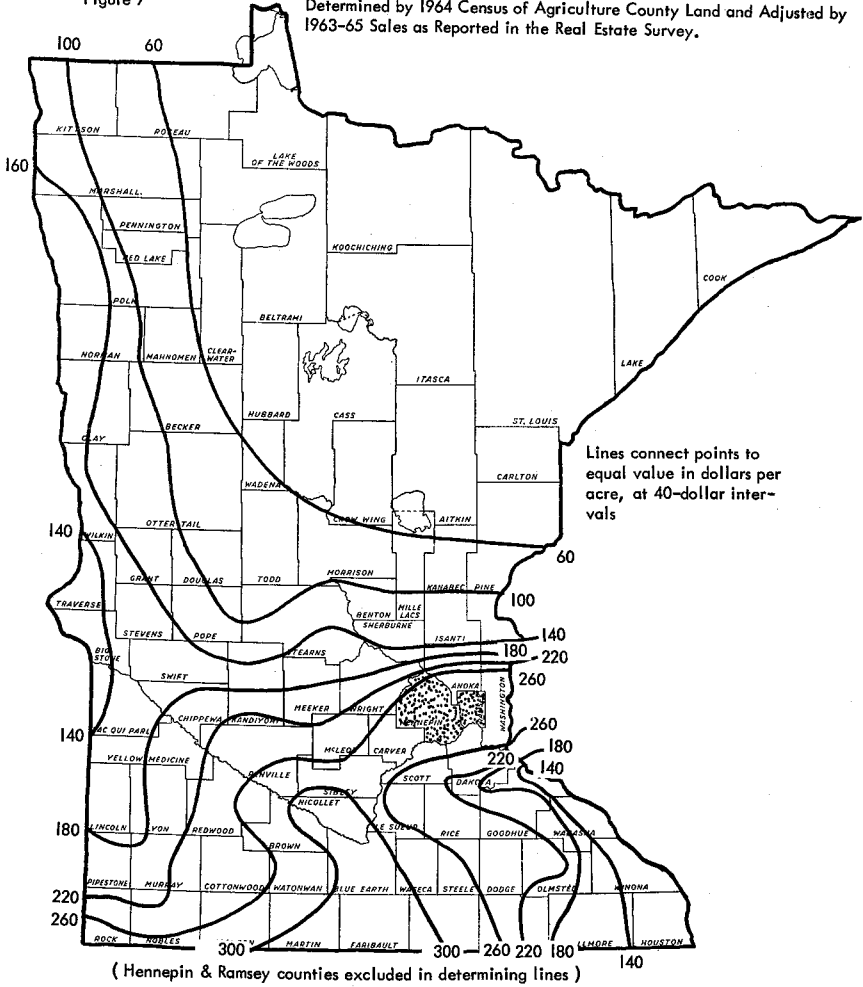 Figure 7
Determined by 1964 Census of Agriculture County Land and Adjusted by
1963-65 Sales as Reported in the Real Estate Survey.
100
60
KITTSON
ROSEAU
LAKE
OF THE WOODS
160
MARSHALL
PENNINGTON
RED LAKE
KOOCHICHING
COOK
POLK
BELTRAMI
NORMAN
MAHNOMEN
CLEAR-
WATER
LAKE
ITASCA
HUBBARD
CASS
ST. LOUIS
CLAY
BECKER
Lines connect points to
equal value in dollars per
acre, at 40-dollar inter-
vals
CARLTON
WADENA
CROW WING
AITKIN
OTTER TAIL
140
WILKIN
60
GRANT
DOUGLAS
TODD
MORRISON
KANABEC
PINE
100
TRAVERSE
BENTON
MILLE
LACS
SHERBURNE
STEVENS
POPE
ISANTI
140
BIG
STONE
STEARNS
180
220
SWIFT
260
ANOKA
WASHINGTON
MEEKER
WRIGHT
CHIPPEWA
KANDIYOHI
HENNEPIN
140
LAC QUI PARLE
260
YELLOW MEDICINE
McLEOD
CARVER
220
180
140
RENVILLE
SCOTT
DAKOTA
SIBLEY
NICOLLET
180
LINCOLN
LYON
REDWOOD
LE SUEUR
RICE
GOODHUE
WABASHA
BROWN
PIPESTONE
MURRAY
COTTONWOOD
WATONWAN
BLUE EARTH
WASECA
STEELE
DODGE
OLMSTED
WINONA
220
260
ROCK
NOBLES
300
MARTIN
FARIBAULT
300
260
220
180
LLMORE
HOUSTON
140
( Hennepin & Ramsey counties excluded in determining lines )